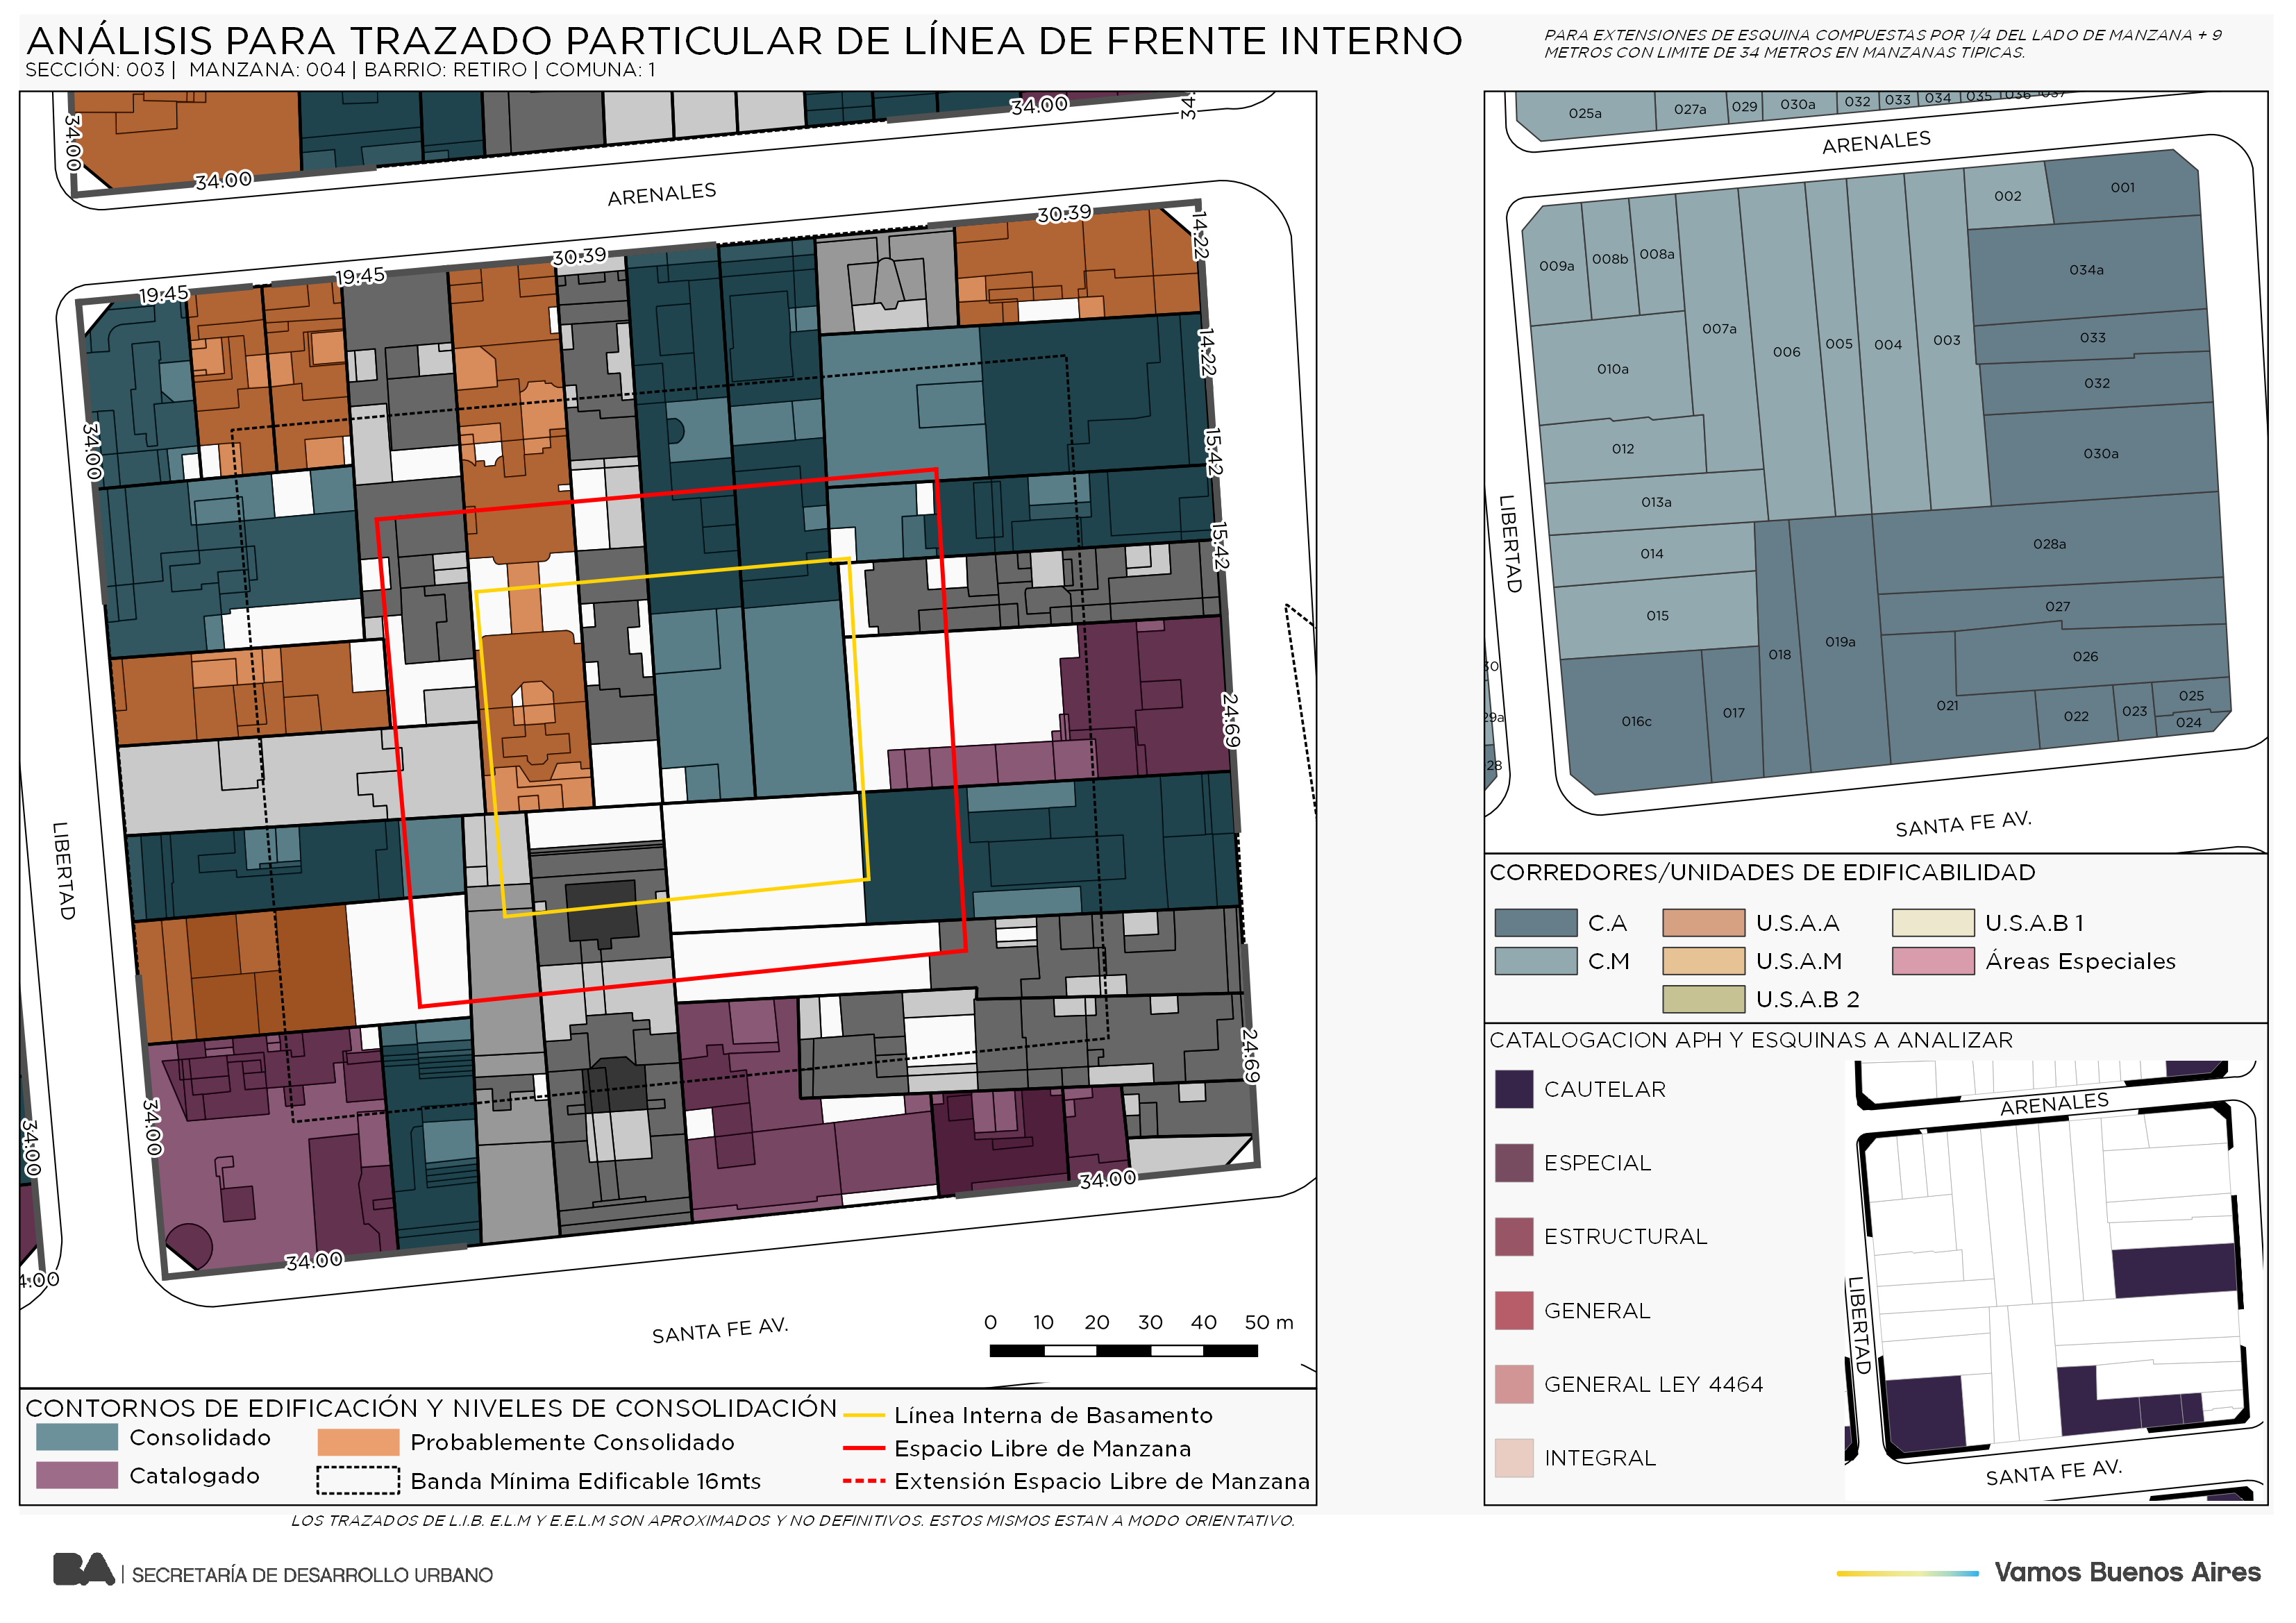 ANÁLISIS PARA TRAZADO PARTICULAR DE LÍNEA DE FRENTE INTERNO
SECCIÓN: 003 | MANZANA: 004 | BARRIO: RETIRO | COMUNA: 1
PARA EXTENSIONES DE ESQUINA COMPUESTAS POR 1/4 DEL LADO DE MANZANA + 9
METROS CON LIMITE DE 34 METROS EN MANZANAS TIPICAS.
34.00
34.00
34.00
34.
ARENALES
30.39
14.22
30.39
19.45
19.45
14.22
34.00
15.42
15.42
24.69
LIBERTAD
24.69
34.00
34.00
34.00
34.00
4.00
SANTA FE AV.
0 10 20 30 40 50 m
CONTORNOS DE EDIFICACIÓN Y NIVELES DE CONSOLIDACIÓN
Consolidado
Catalogado
Probablemente Consolidado
Banda Mínima Edificable 16mts
Línea Interna de Basamento
Espacio Libre de Manzana
Extensión Espacio Libre de Manzana
LOS TRAZADOS DE L.I.B. E.L.M Y E.E.L.M SON APROXIMADOS Y NO DEFINITIVOS. ESTOS MISMOS ESTAN A MODO ORIENTATIVO.
025a 027a 029 030a 032 033 034 035 036 037
ARENALES
001
002
009a 008b 008a
034a
007a
006
005
004
003
033
010a
032
012
030a
013a
LIBERTAD
014
028a
015
027
018
019a
026
30
016c
017
021
025
022
023
024
29a
28
SANTA FE AV.
CORREDORES/UNIDADES DE EDIFICABILIDAD
C.A
C.M
U.S.A.A
U.S.A.M
U.S.A.B 2
U.S.A.B 1
Áreas Especiales
CATALOGACION APH Y ESQUINAS A ANALIZAR
CAUTELAR
ESPECIAL
ESTRUCTURAL
GENERAL
GENERAL LEY 4464
INTEGRAL
ARENALES
LIBERTAD
SANTA FE AV.
BA | SECRETARÍA DE DESARROLLO URBANO
Vamos Buenos Aires